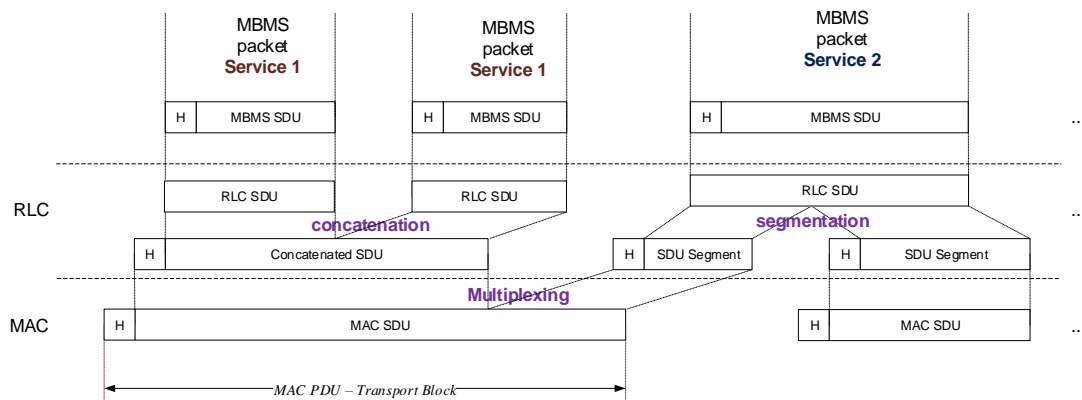 MBMS
packet
Service 1
MBMS
packet
Service 1
MBMS
packet
Service 2
H MBMS SDU
H MBMS SDU
H MBMS SDU
..
RLC
RLC SDU
RLC SDU
RLC SDU
..
concatenation
segmentation
H Concatenated SDU
H SDU Segment
H SDU Segment
Multiplexing
MAC
H MAC SDU
H MAC SDU
..
MAC PDU – Transport Block